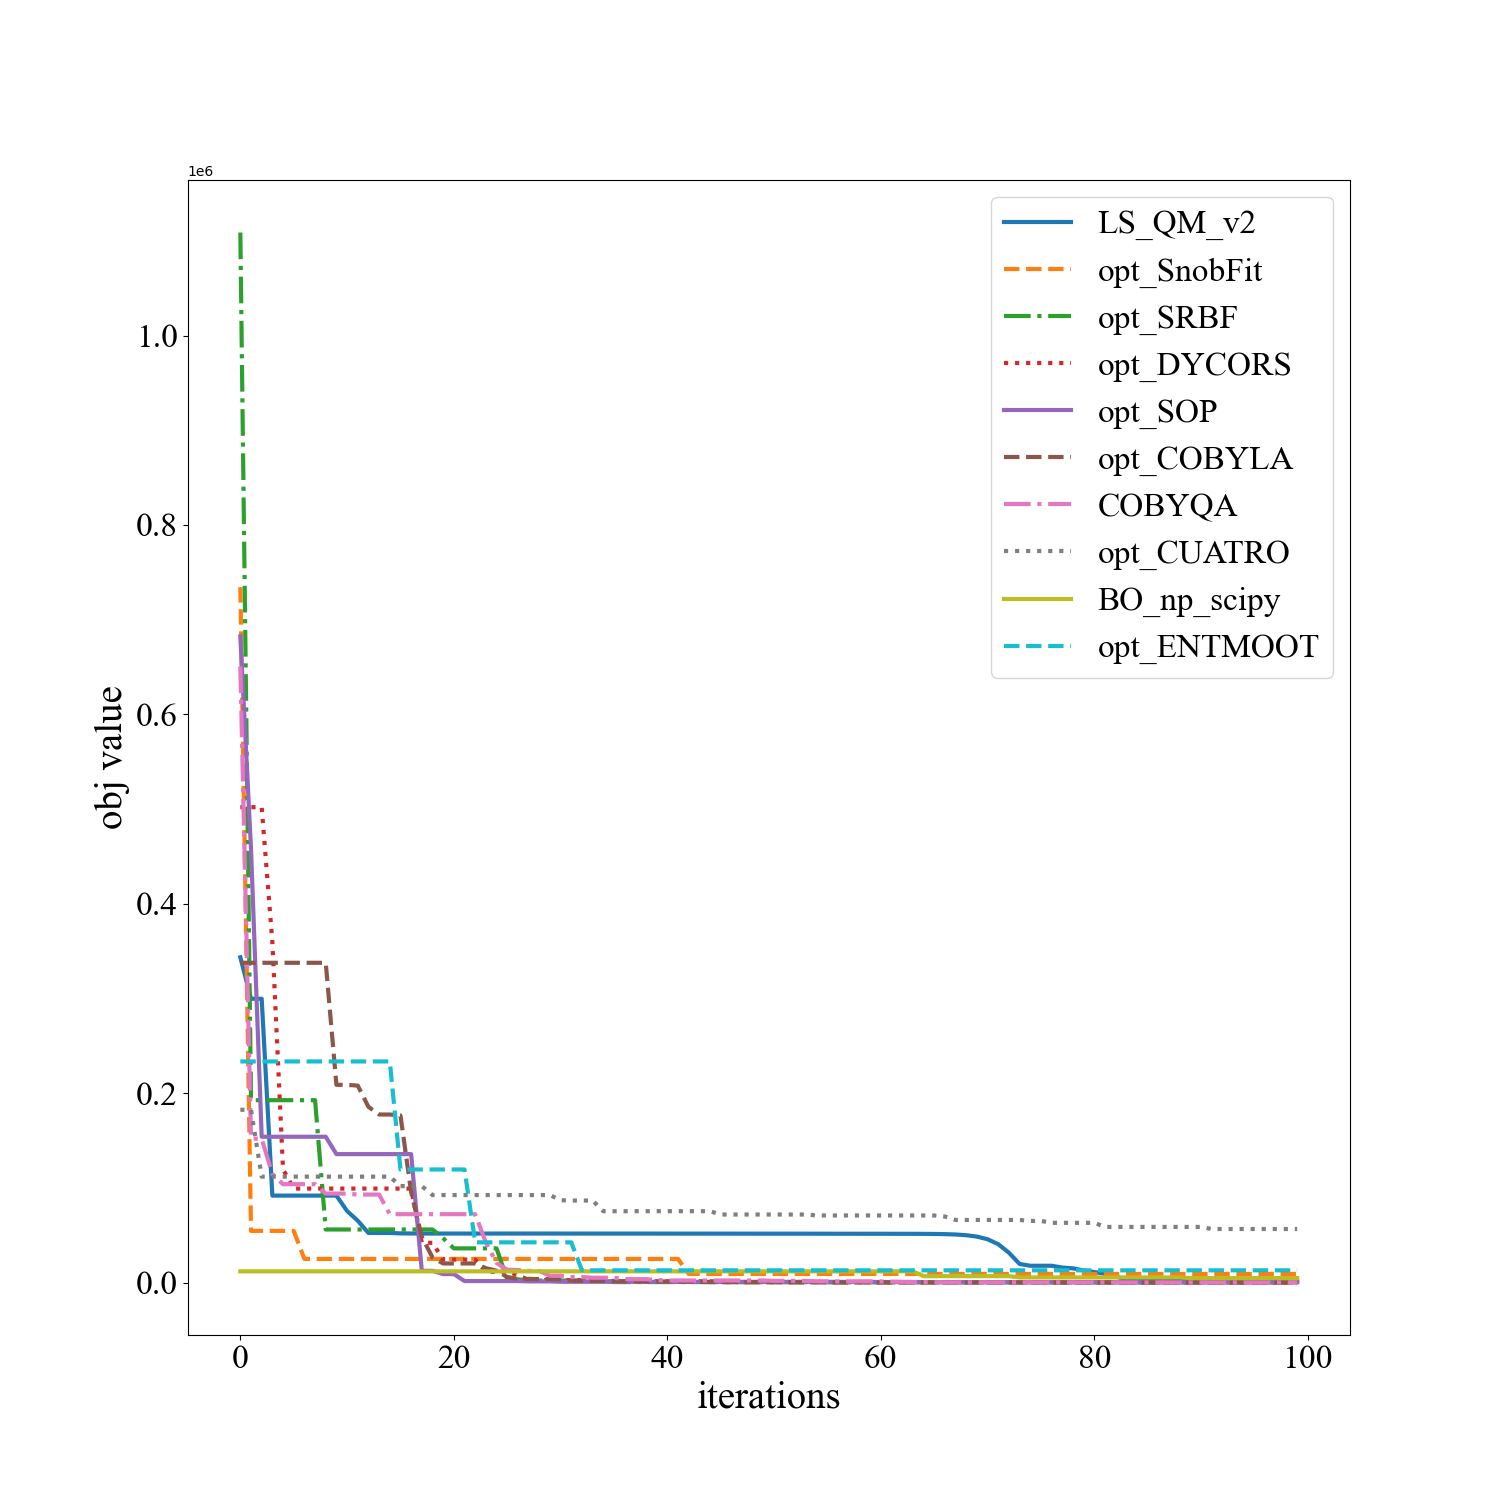 1e6
1.0
0.8
0.6
0.4
0.2
0.0
obj value
0 20 40 60 80 100
iterations
LS_QM_v2
opt_SnobFit
opt_SRBF
opt_DYCORS
opt_SOP
opt_COBYLA
COBYQA
opt_CUATRO
BO_np_scipy
opt_ENTMOOT